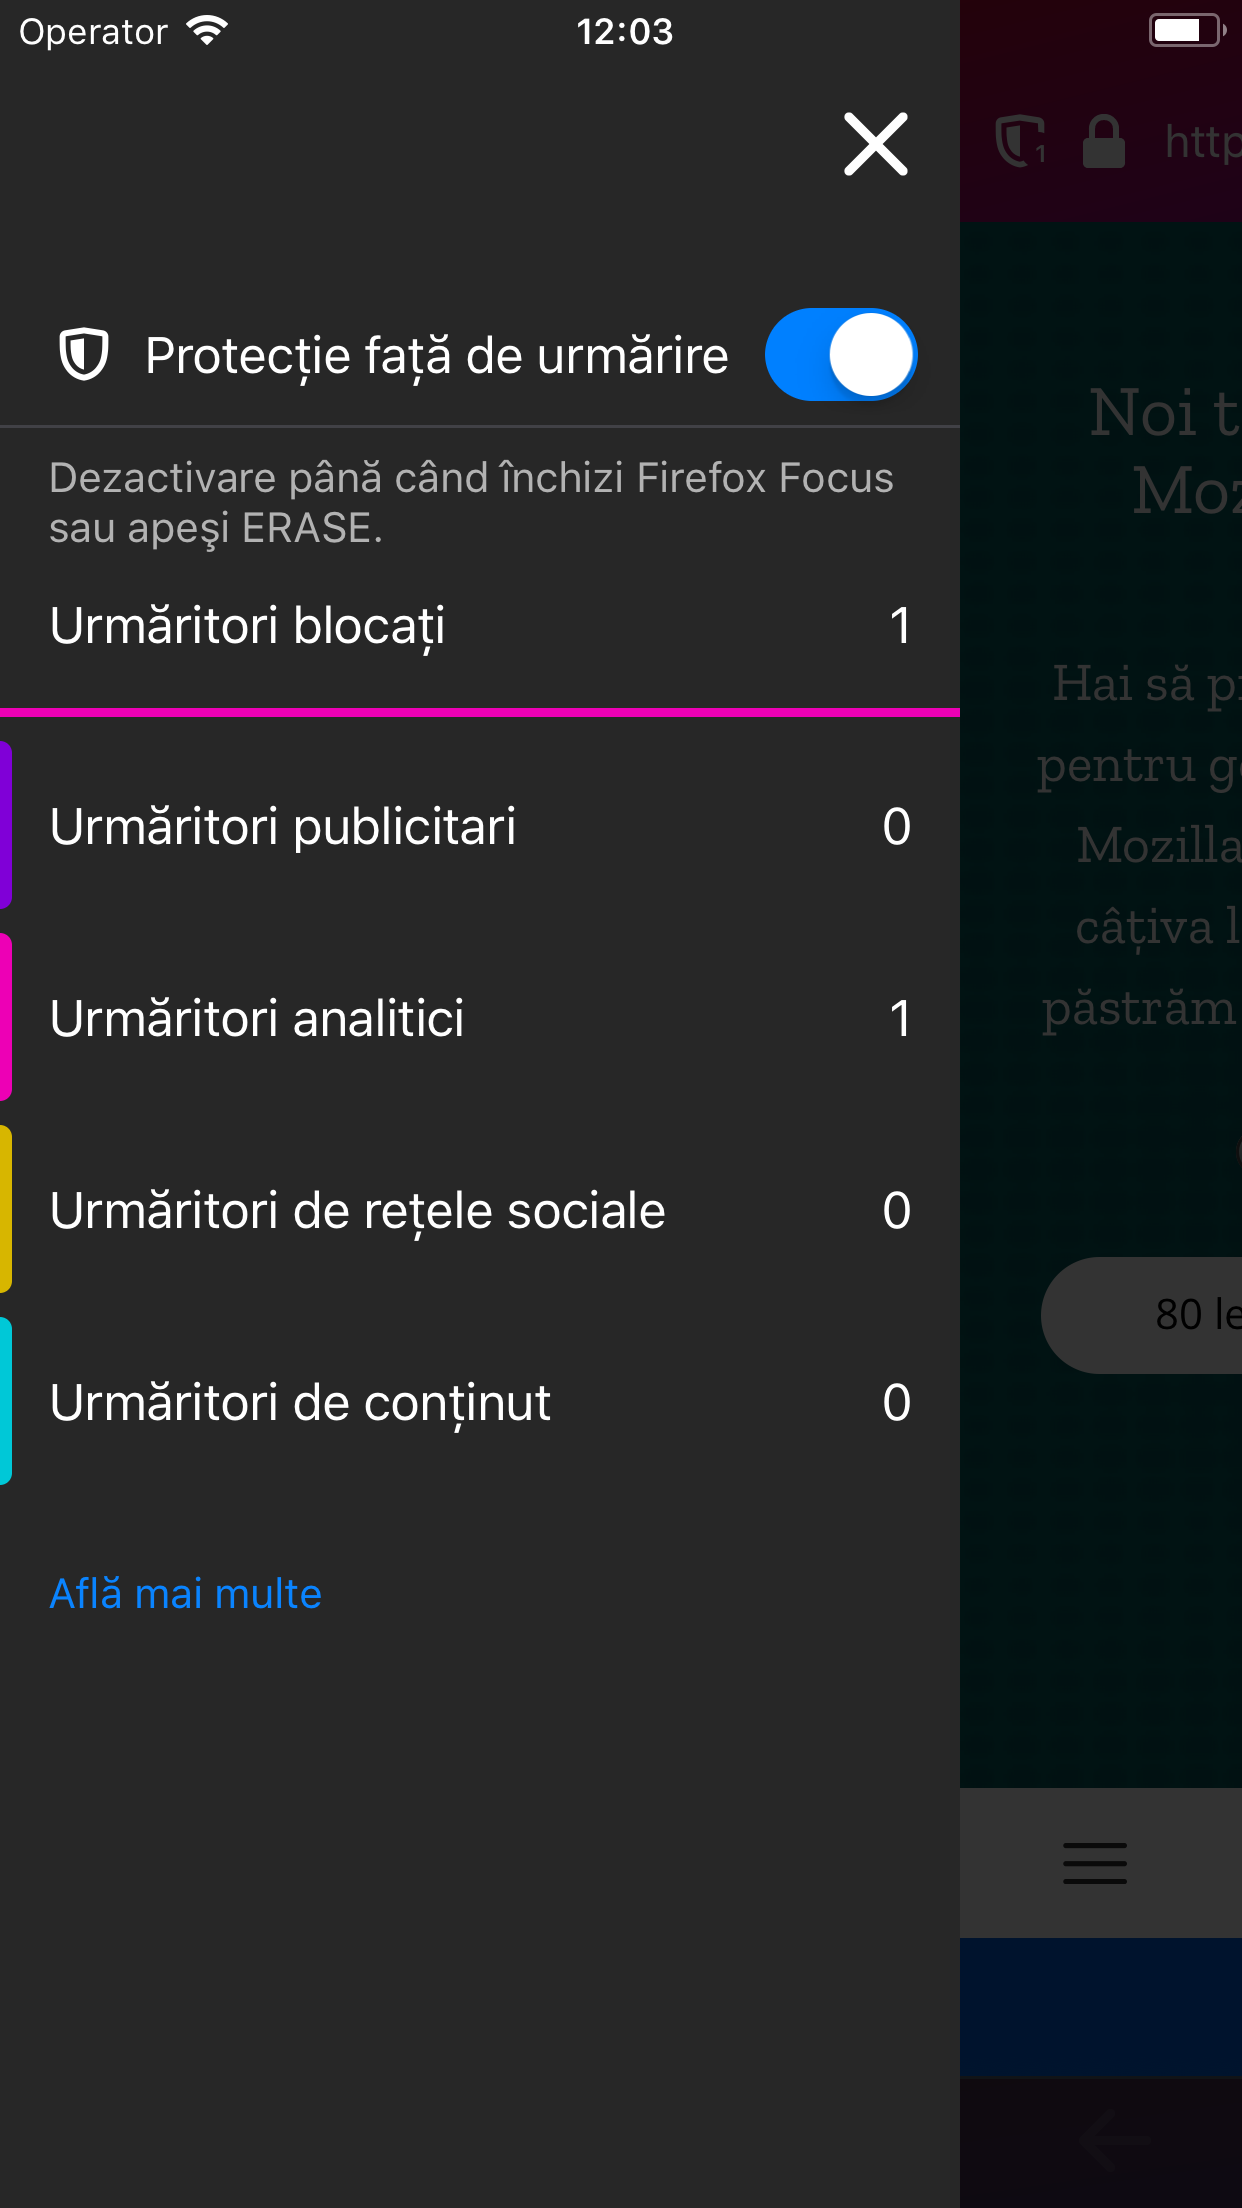 Operator
12:03
1
http
Protecție față de urmărire
Dezactivare până când închizi Firefox Focus
sau apeşi ERASE.
Urmăritori blocați 1
Urmăritori publicitari 0
Urmăritori analitici 1
Urmăritori de rețele sociale 0
Urmăritori de conținut 0
Află mai multe
Noi
Hai să
pentru
Mozilla
câțiva
păstrăm
80